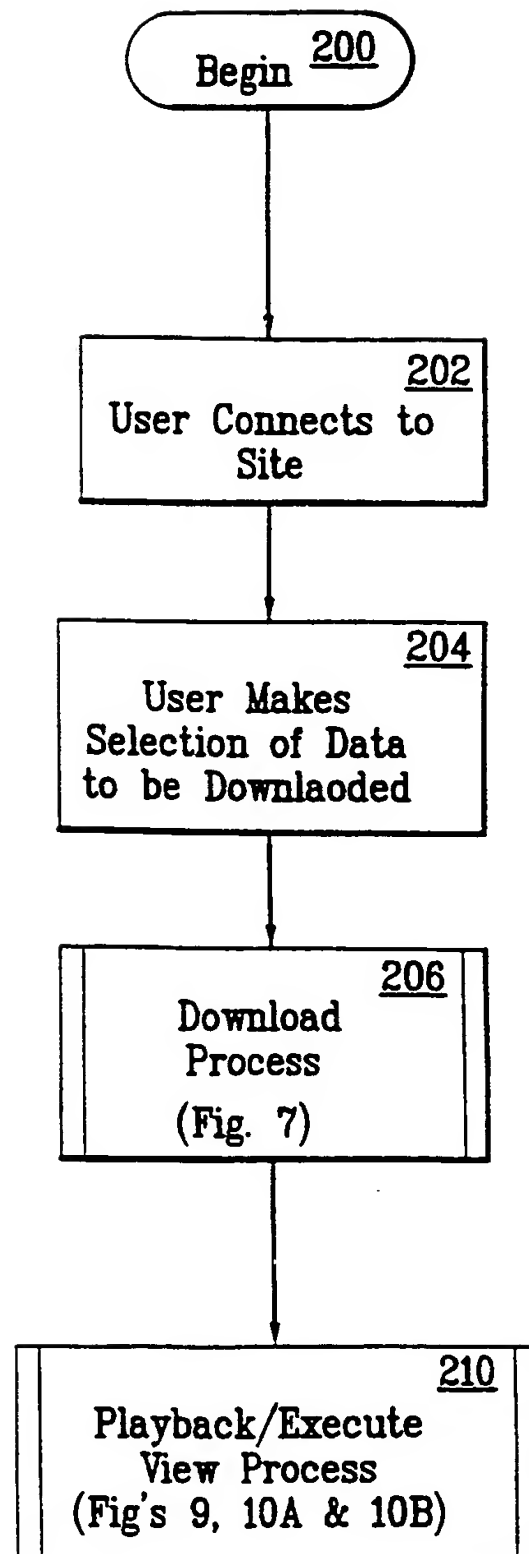 Begin 200
202
User Connects to
Site
204
User Makes
Selection of Data
to be Downlaoded
206
Download
Process
(Fig. 7)
210
Playback/Execute
View Process
(Fig's 9, 10A & 10B)